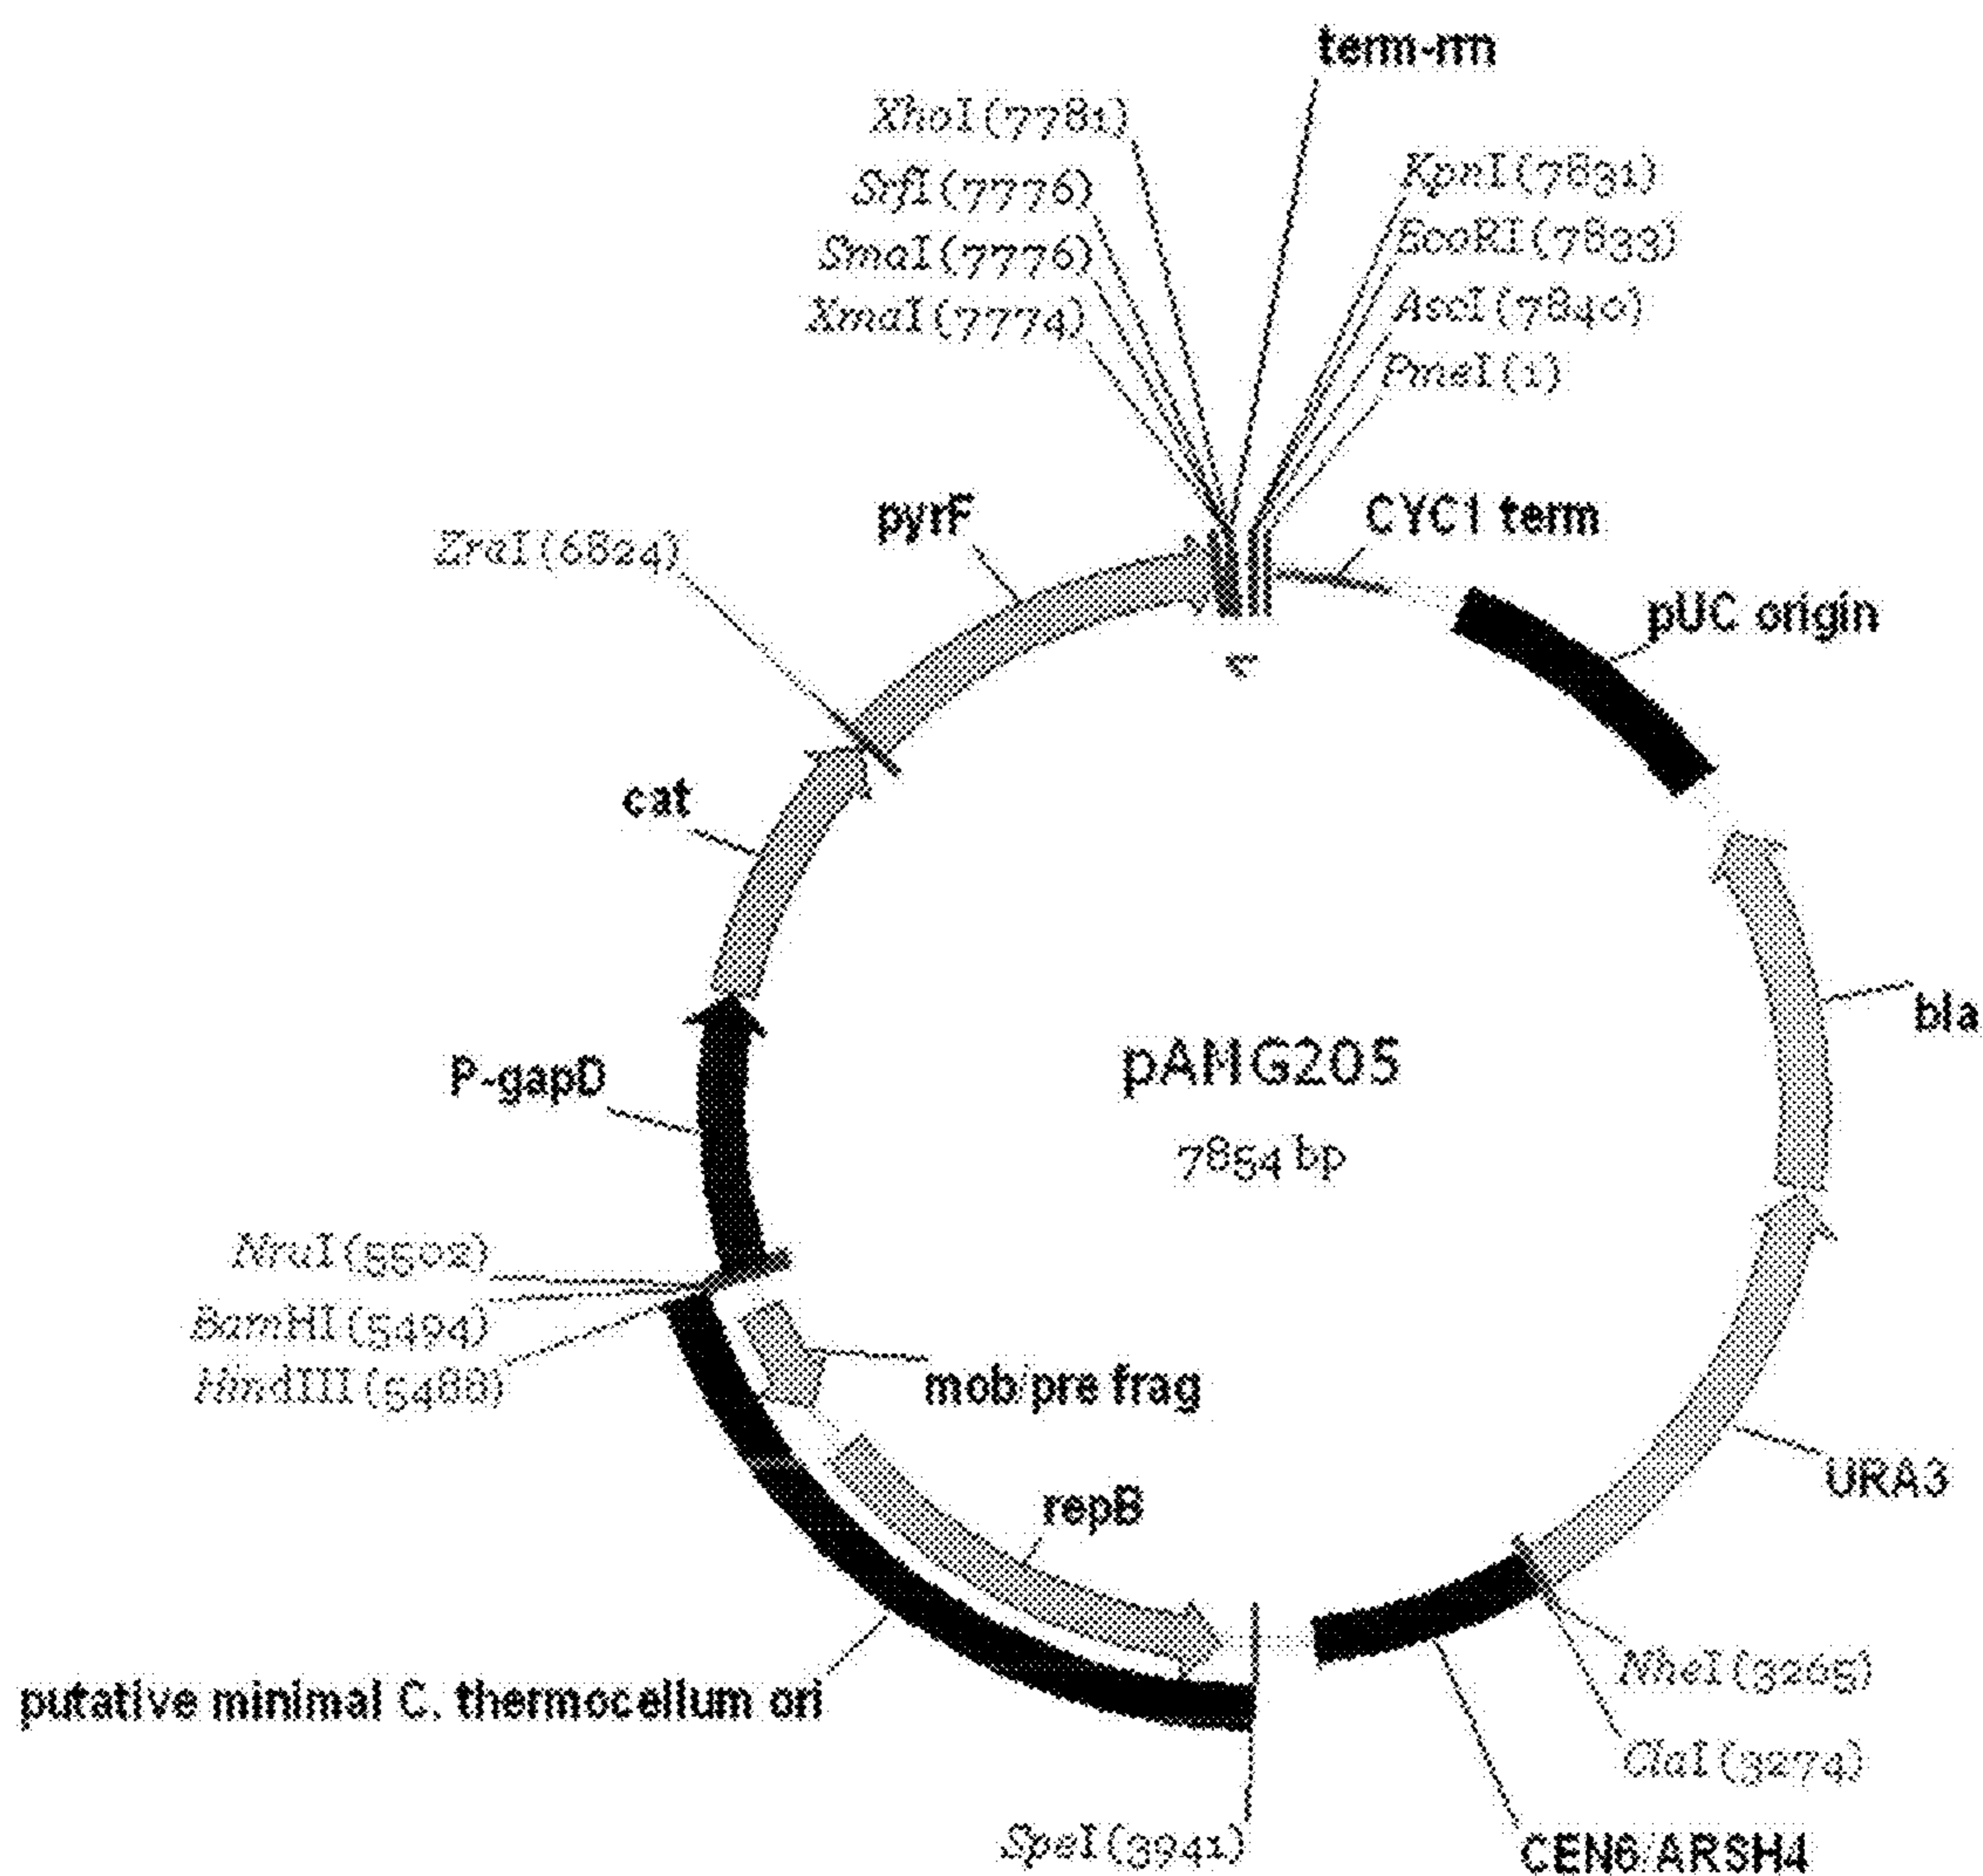 term-rrn
XhoI(7781)
SrfI(7776)
SmaI(7776)
XmaI(7774)
KpnI(7831)
EcoRI(7833)
AscI(7840)
PmeI(1)
pyrF
CYC1 term
ZraI(6824)
pUC origin
cat
bla
pAMG205
7854 bp
P-gapD
NruI(5502)
BamHI(5494)
HindIII(5488)
mob/pre frag
URA3
repB
NheI(3265)
putative minimal C. thermocellum ori
ClaI(3274)
SpeI(3941)
CEN6/ARSH4